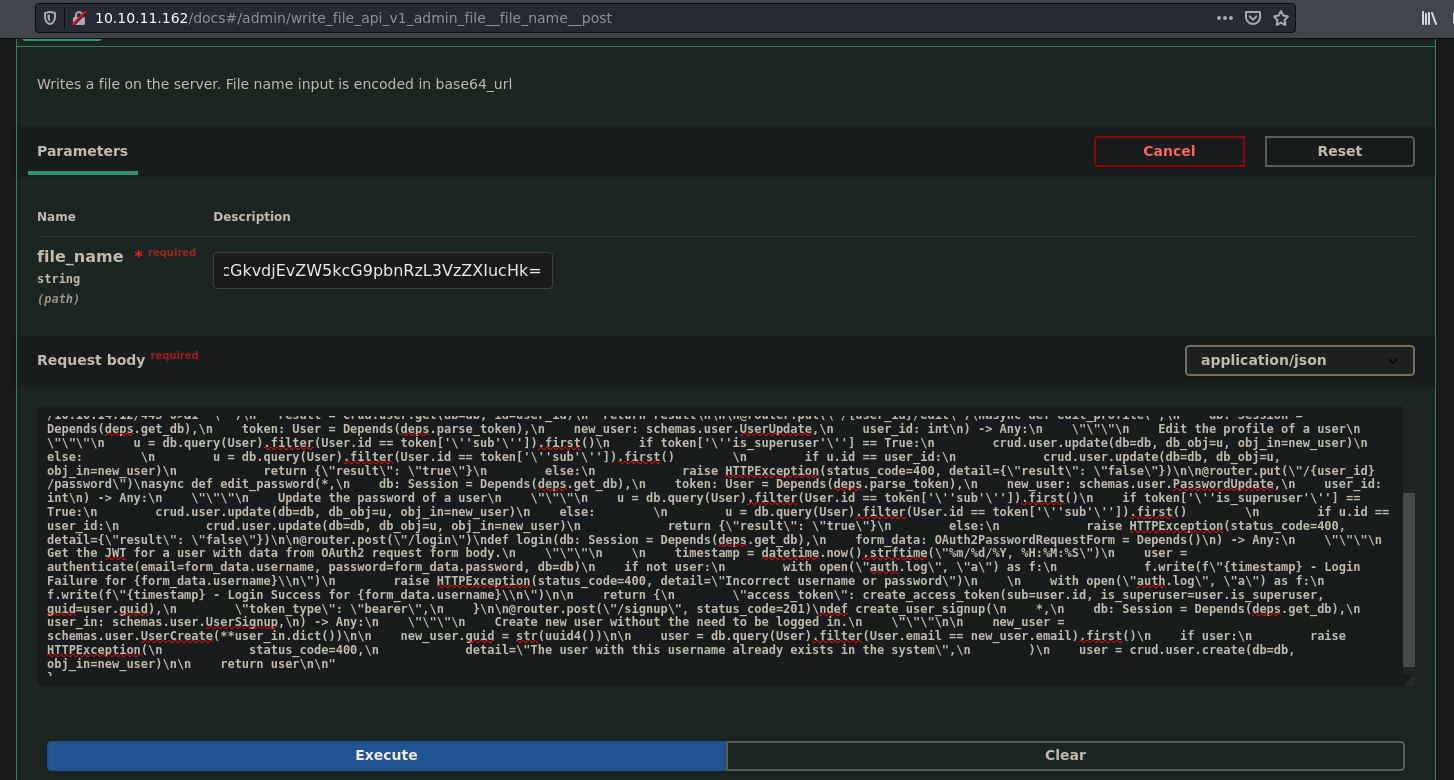 10.10.11.162/docs#/admin/write_file_api_v1_admin_file__file_name__post
Writes a file on the server. File name input is encoded in base64_url
Parameters
Cancel
Reset
Name
Description
file_name * required
string
(path)
cGkvdjEvZW5kcG9pbnRzL3VzZXIucHk=
Request body required
application/json
Depends(deps.get_db),\n    token: User = Depends(deps.parse_token),\n    new_user: schemas.user.UserUpdate,\n    user_id: int\n) -> Any:\n    \"\"\"\n    Edit the profile of a user\n
\"\"\"\n    u = db.query(User).filter(User.id == token['\''sub'\'']).first()\n    if token['\''is_superuser'\''] == True:\n        crud.user.update(db=db, db_obj=u, obj_in=new_user)\n
else:        \n        u = db.query(User).filter(User.id == token['\''sub'\'']).first()        \n        if u.id == user_id:\n            crud.user.update(db=db, db_obj=u,
obj_in=new_user)\n            return {\"result\": \"true\"}\n        else:\n            raise HTTPException(status_code=400, detail={\"result\": \"false\"})\n\n@router.put(\"/{user_id}
/password\")\nasync def edit_password(*,\n    db: Session = Depends(deps.get_db),\n    token: User = Depends(deps.parse_token),\n    new_user: schemas.user.PasswordUpdate,\n    user_id:
int\n) -> Any:\n    \"\"\"\n    Update the password of a user\n    \"\"\"\n    u = db.query(User).filter(User.id == token['\''sub'\'']).first()\n    if token['\''is_superuser'\''] ==
True:\n        crud.user.update(db=db, db_obj=u, obj_in=new_user)\n    else:        \n        u = db.query(User).filter(User.id == token['\''sub'\'']).first()        \n        if u.id ==
user_id:\n            crud.user.update(db=db, db_obj=u, obj_in=new_user)\n            return {\"result\": \"true\"}\n        else:\n            raise HTTPException(status_code=400,
detail={\"result\": \"false\"})\n\n@router.post(\"/login\")\ndef login(db: Session = Depends(deps.get_db),\n    form_data: OAuth2PasswordRequestForm = Depends()\n) -> Any:\n    \"\"\"\n
Get the JWT for a user with data from OAuth2 request form body.\n    \"\"\"\n    \n    timestamp = datetime.now().strftime(\"%m/%d/%Y, %H:%M:%S\")\n    user =
authenticate(email=form_data.username, password=form_data.password, db=db)\n    if not user:\n        with open(\"auth.log\", \"a\") as f:\n            f.write(f\"{timestamp} - Login
Failure for {form_data.username}\\n\")\n        raise HTTPException(status_code=400, detail=\"Incorrect username or password\")\n    \n    with open(\"auth.log\", \"a\") as f:\n
f.write(f\"{timestamp} - Login Success for {form_data.username}\\n\")\n\n    return {\n        \"access_token\": create_access_token(sub=user.id, is_superuser=user.is_superuser,
guid=user.guid),\n        \"token_type\": \"bearer\",\n    }\n\n@router.post(\"/signup\", status_code=201)\ndef create_user_signup(\n    *,\n    db: Session = Depends(deps.get_db),\n
user_in: schemas.user.UserSignup,\n) -> Any:\n    \"\"\"\n    Create new user without the need to be logged in.\n    \"\"\"\n\n    new_user =
schemas.user.UserCreate(**user_in.dict())\n\n    new_user.guid = str(uuid4())\n\n    user = db.query(User).filter(User.email == new_user.email).first()\n    if user:\n        raise
HTTPException(\n            status_code=400,\n            detail=\"The user with this username already exists in the system\",\n        )\n    user = crud.user.create(db=db,
obj_in=new_user)\n\n    return user\n\n"
Execute
Clear